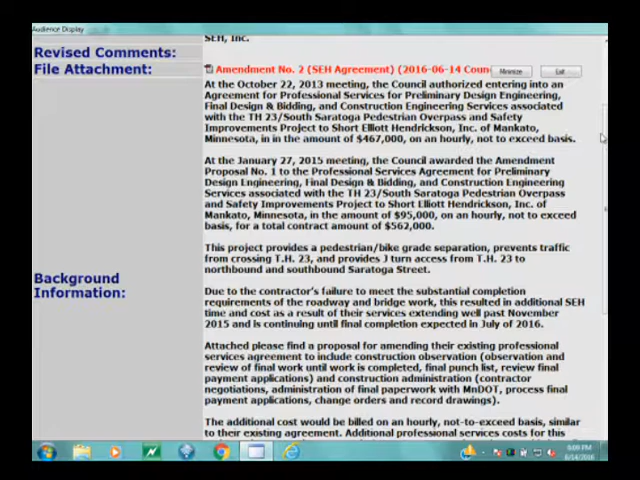 Audience Display
SEH, Inc.
Revised Comments:
File Attachment:
Amendment No. 2 (SEH Agreement) (2016-06-14 Coun
Minimize
Exit
At the October 22, 2013 meeting, the Council authorized entering into an
Agreement for Professional Services for Preliminary Design Engineering,
Final Design & Bidding, and Construction Engineering Services associated
with the TH 23/South Saratoga Pedestrian Overpass and Safety
Improvements Project to Short Elliott Hendrickson, Inc. of Mankato,
Minnesota, in in the amount of $467,000, on an hourly, not to exceed basis.
At the January 27, 2015 meeting, the Council awarded the Amendment
Proposal No. 1 to the Professional Services Agreement for Preliminary
Design Engineering, Final Design & Bidding, and Construction Engineering
Services associated with the TH 23/South Saratoga Pedestrian Overpass
and Safety Improvements Project to Short Elliott Hendrickson, Inc. of
Mankato, Minnesota, in the amount of $95,000, on an hourly, not to exceed
basis, for a total contract amount of $562,000.
This project provides a pedestrian/bike grade separation, prevents traffic
from crossing T.H. 23, and provides J turn access from T.H. 23 to
northbound and southbound Saratoga Street.
Background
Information:
Due to the contractor's failure to meet the substantial completion
requirements of the roadway and bridge work, this resulted in additional SEH
time and cost as a result of their services extending well past November
2015 and is continuing until final completion expected in July of 2016.
Attached please find a proposal for amending their existing professional
services agreement to include construction observation (observation and
review of final work until work is completed, final punch list, review final
payment applications) and construction administration (contractor
negotiations, administration of final paperwork with MnDOT, process final
payment applications, change orders and record drawings).
The additional cost would be billed on an hourly, not-to-exceed basis, similar
to their existing agreement. Additional professional services costs for this